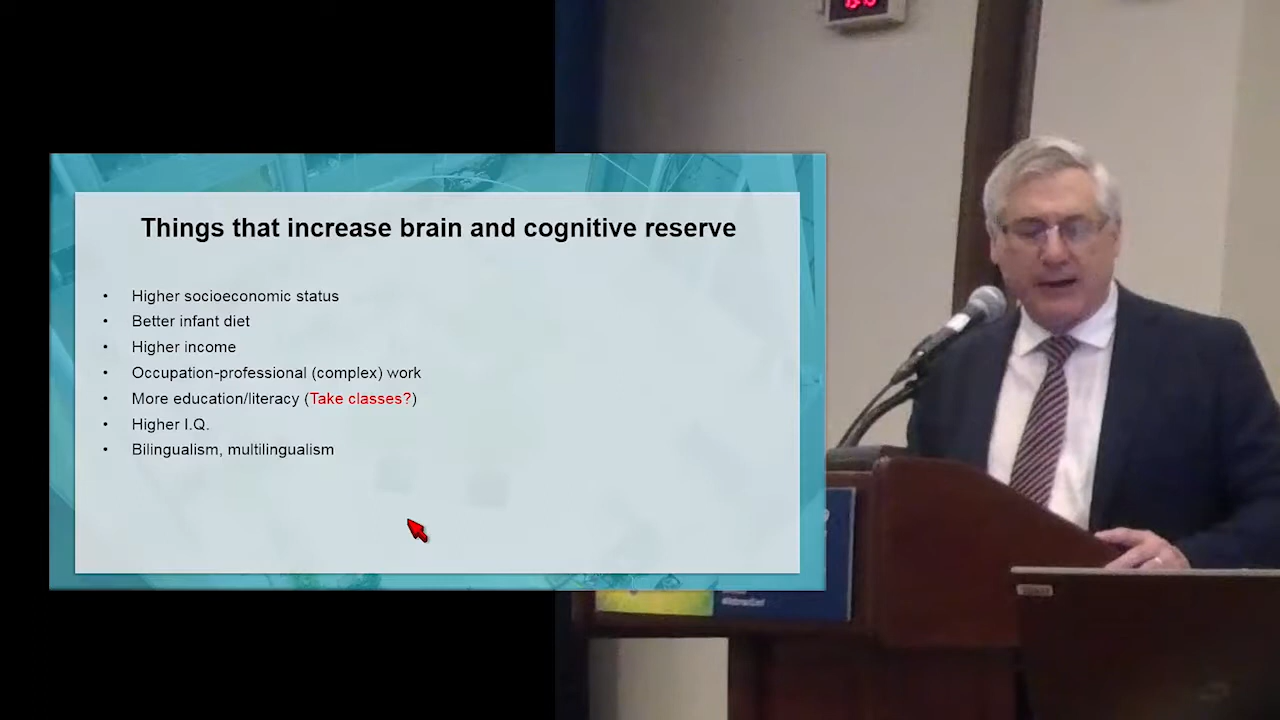 Things that increase brain and cognitive reserve
• Higher socioeconomic status
• Better infant diet
• Higher income
• Occupation-professional (complex) work
• More education/literacy (Take classes?)
• Higher I.Q.
• Bilingualism, multilingualism